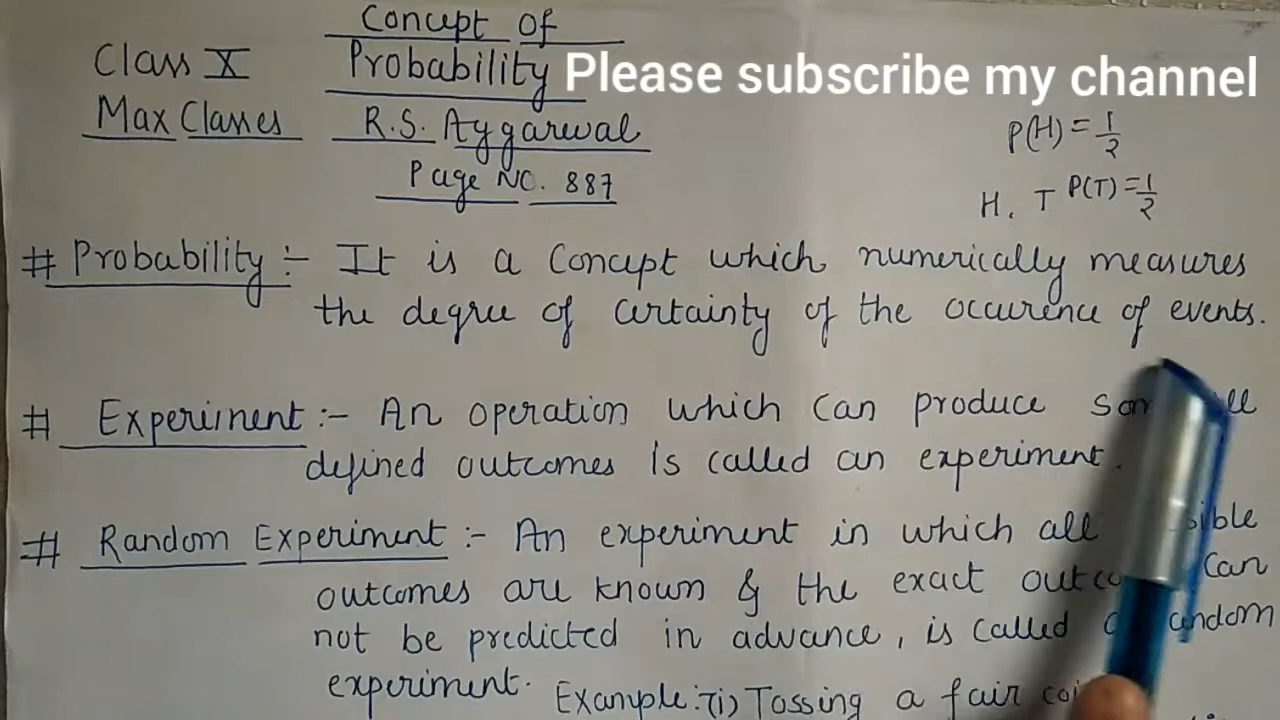 Concept of
Class X Probability Please subscribe my channel
Max Classes R.S. Aggarwal
P(H) = 1/2
Page No. 887
H, T P(T) = 1/2
# Probability :- It is a Concept which numerically measures
the degree of certainty of the occurence of events.
# Experiment :- An operation which can produce
defined outcomes is called an experiment.
# Random Experiment :- An experiment in which all
outcomes are known & the exact can
not be predicted in advance, is called
experiment. Example:- (i) Tossing a fair